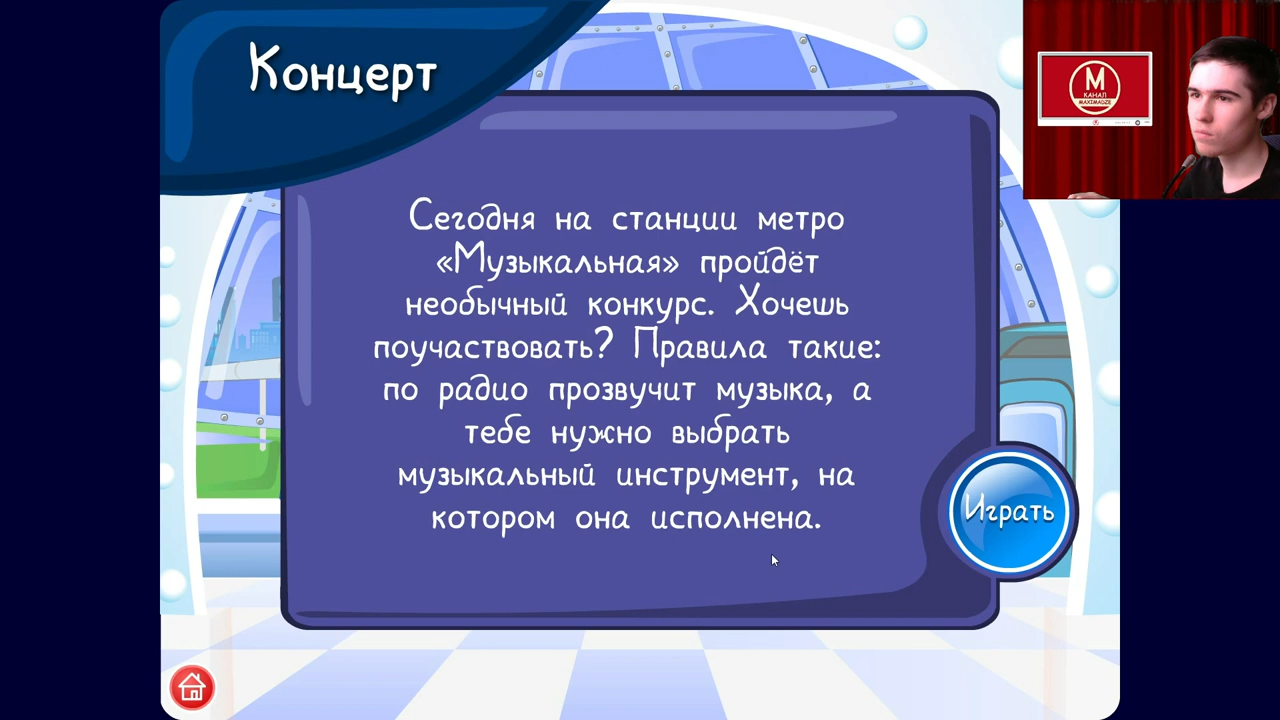 Концерт
М
КАНАЛ
MAXIMADZE
Сегодня на станции метро
«Музыкальная» пройдёт
необычный конкурс. Хочешь
поучаствовать? Правила такие:
по радио прозвучит музыка, а
тебе нужно выбрать
музыкальный инструмент, на
котором она исполнена.
Играть